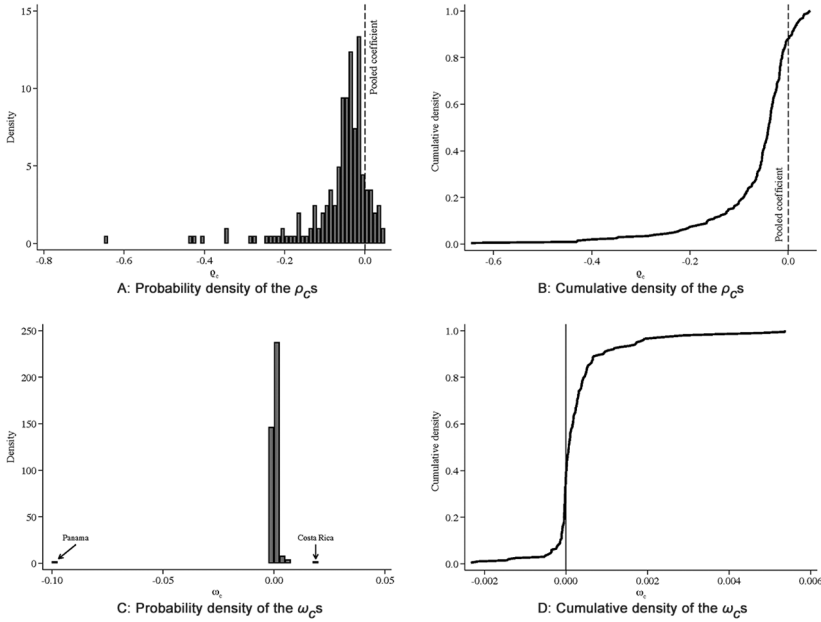 15
10
5
0
Density
Pooled coefficient
-0.8 -0.6 -0.4 -0.2 0.0
ϱc
A: Probability density of the ρCs
1.0
0.8
0.6
0.4
0.2
0.0
Cumulative density
Pooled coefficient
-0.6 -0.4 -0.2 0.0
ϱc
B: Cumulative density of the ρCs
250
200
150
100
50
0
Density
Panama
Costa Rica
-0.10 -0.05 0.00 0.05
ωc
C: Probability density of the ωCs
1.0
0.8
0.6
0.4
0.2
0.0
Cumulative density
-0.002 0.000 0.002 0.004 0.006
ωc
D: Cumulative density of the ωCs